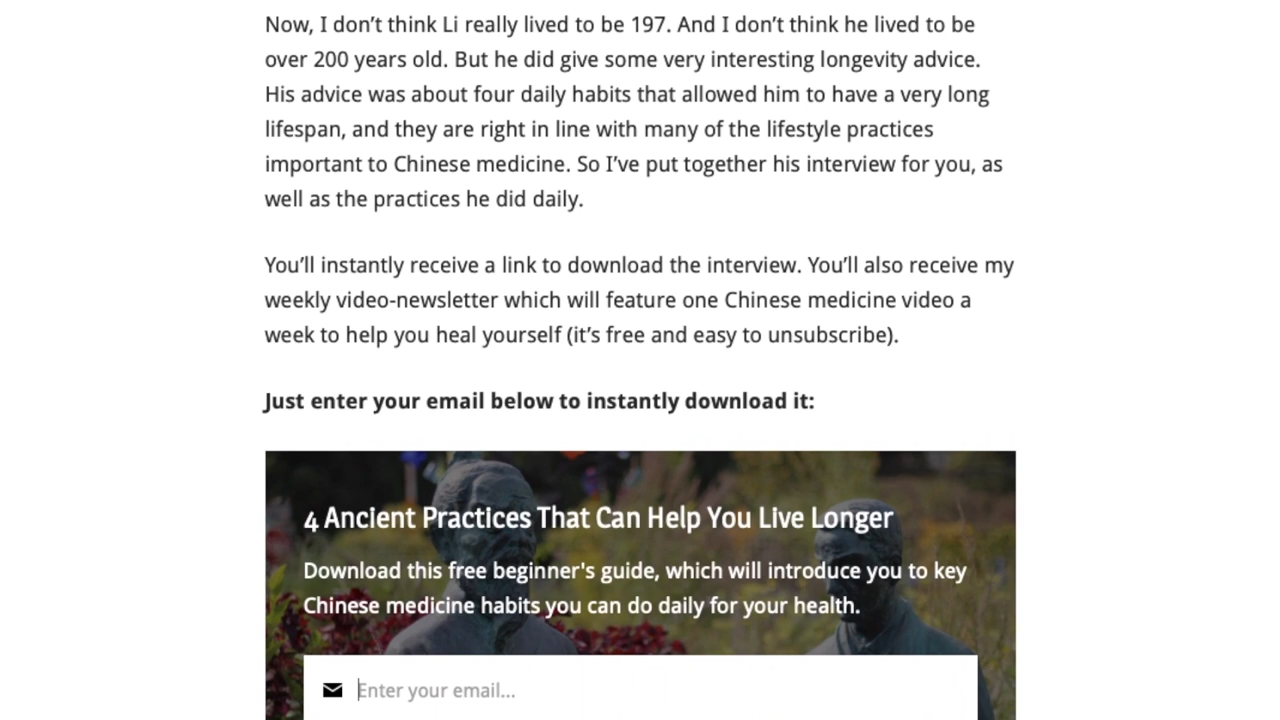 Now, I don’t think Li really lived to be 197. And I don’t think he lived to be
over 200 years old. But he did give some very interesting longevity advice.
His advice was about four daily habits that allowed him to have a very long
lifespan, and they are right in line with many of the lifestyle practices
important to Chinese medicine. So I’ve put together his interview for you, as
well as the practices he did daily.
You’ll instantly receive a link to download the interview. You’ll also receive my
weekly video-newsletter which will feature one Chinese medicine video a
week to help you heal yourself (it’s free and easy to unsubscribe).
Just enter your email below to instantly download it:
4 Ancient Practices That Can Help You Live Longer
Download this free beginner's guide, which will introduce you to key
Chinese medicine habits you can do daily for your health.
Enter your email...